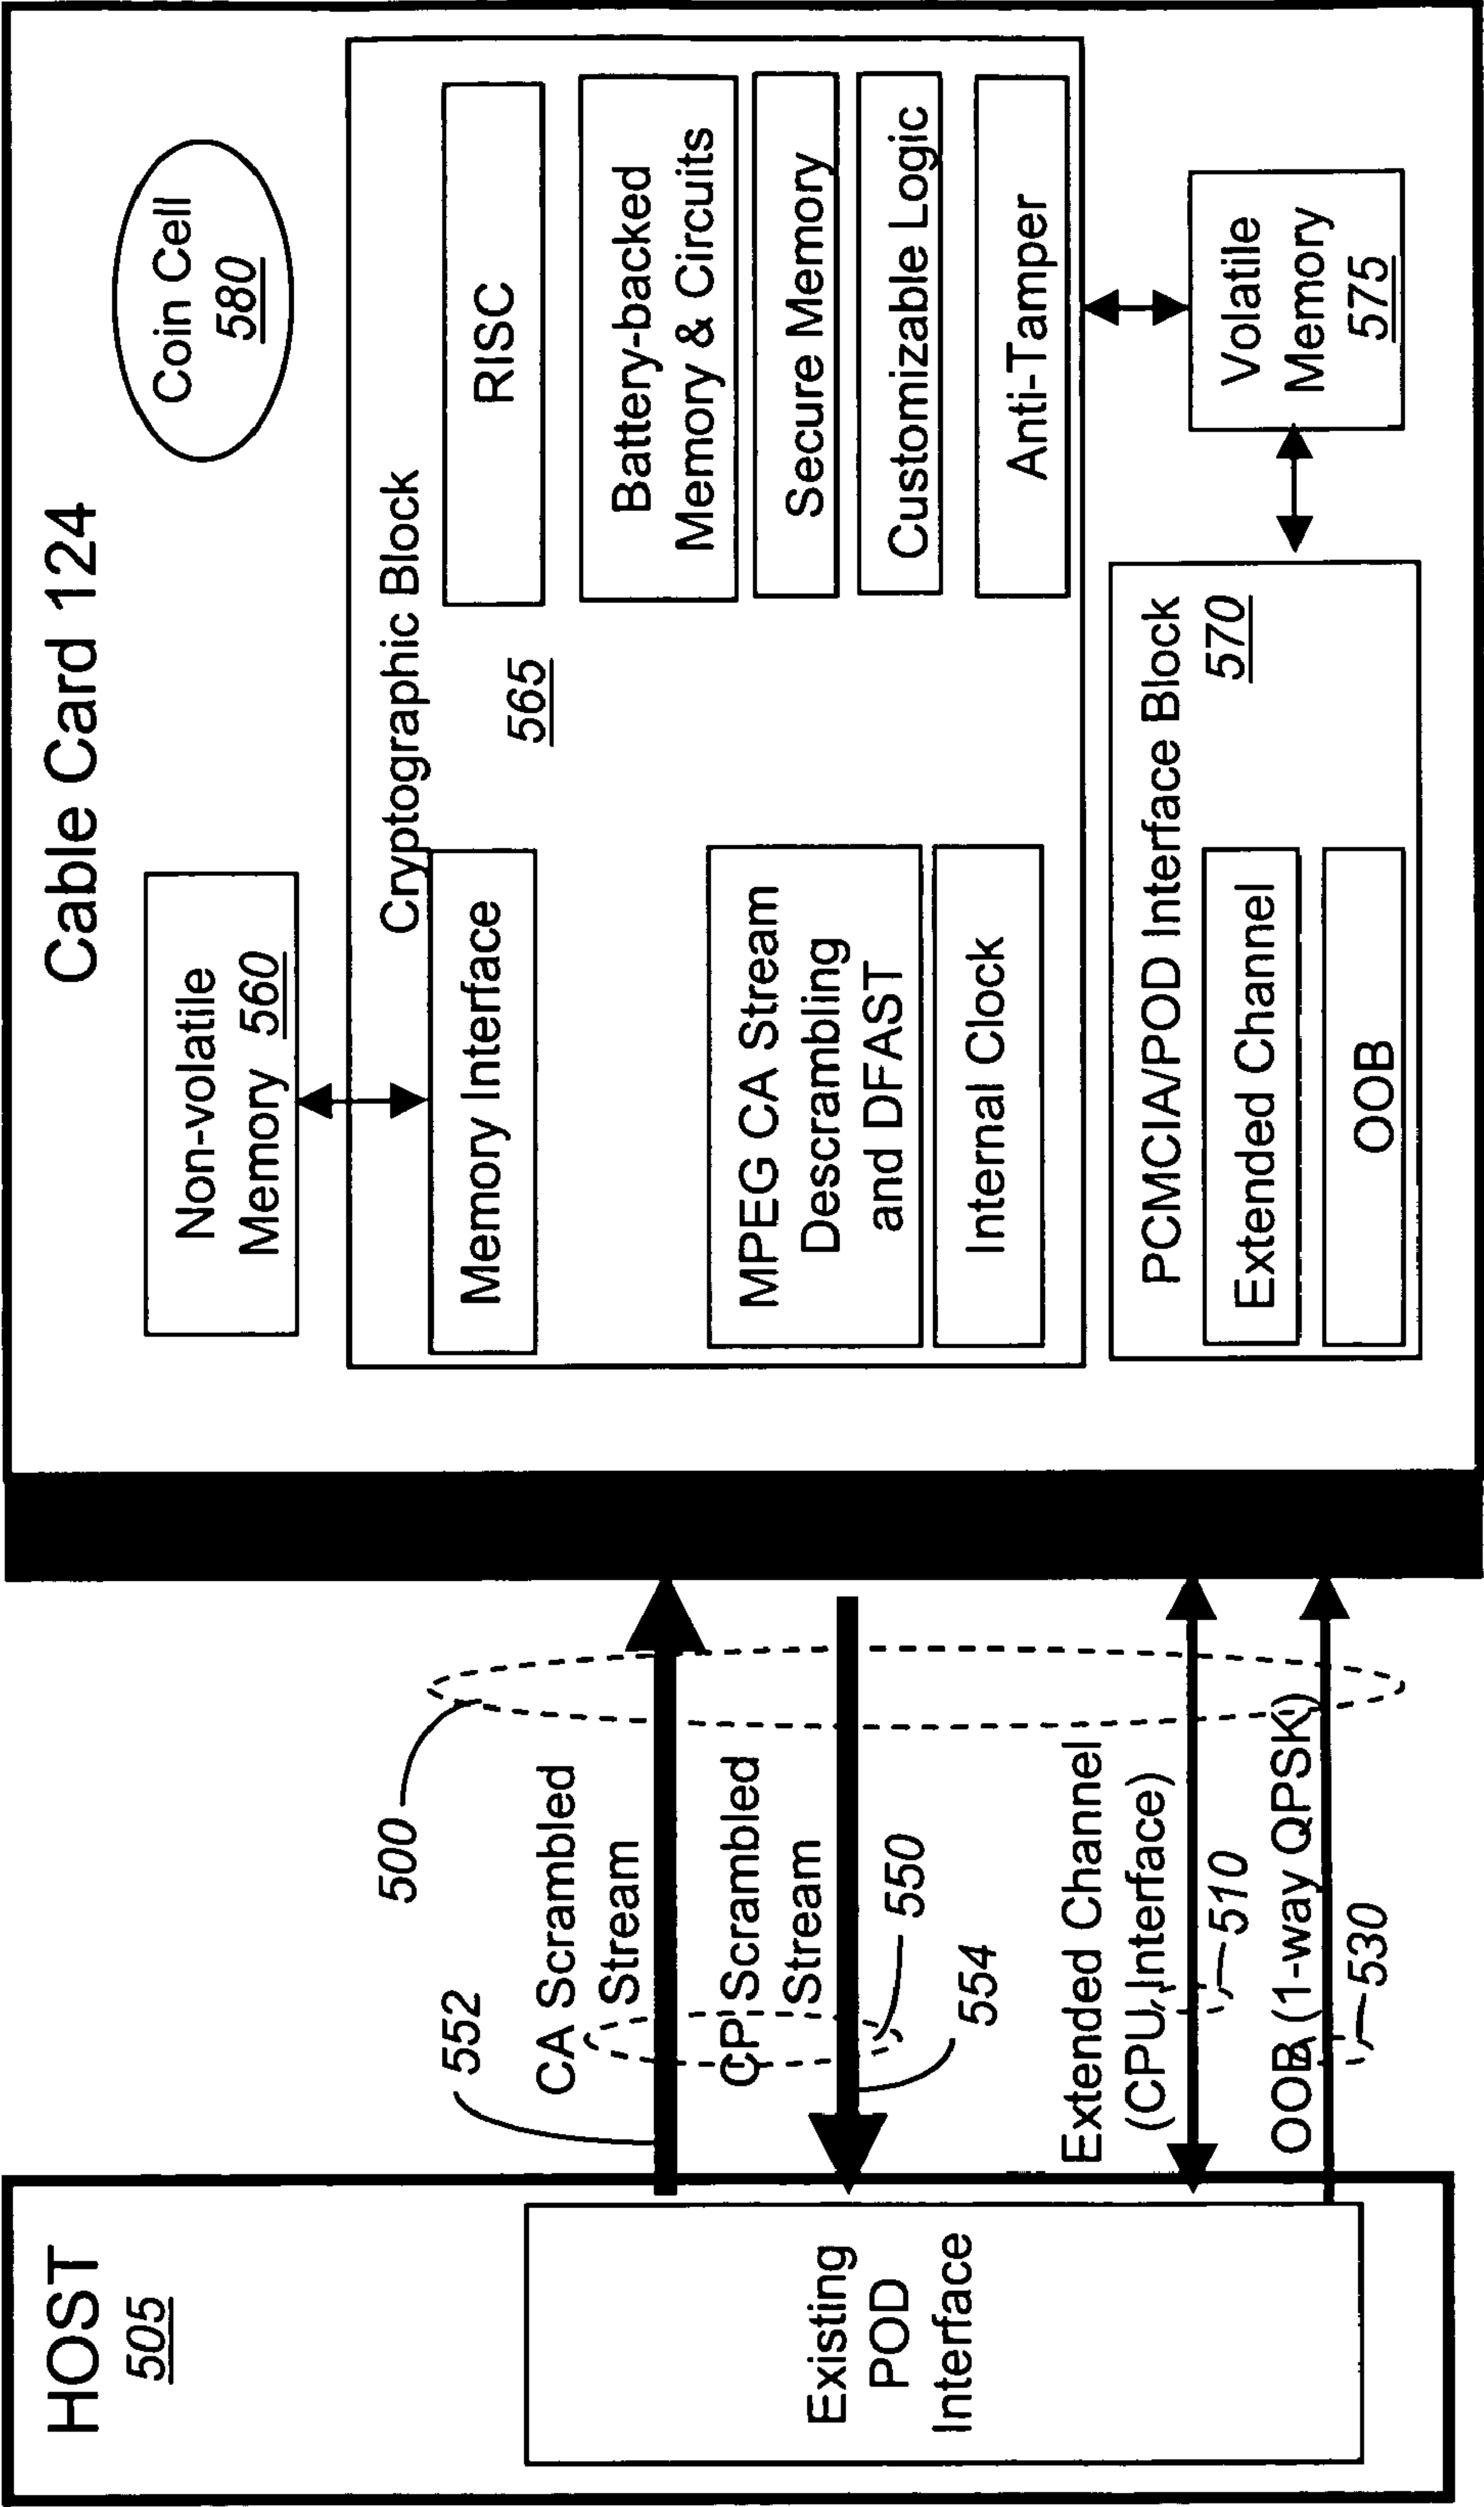 HOST
505
Existing
POD
Interface
552
CA Scrambled
Stream
500
CP Scrambled
Stream
550
554
Extended Channel
(CPU Interface)
510
OOB (1-way QPSK)
530
Cable Card 124
Non-volatile
Memory 560
Coin Cell
580
Cryptographic Block
565
Memory Interface
RISC
MPEG CA Stream
Descrambling
and DFAST
Internal Clock
Battery-backed
Memory & Circuits
Secure Memory
Customizable Logic
Anti-Tamper
PCMCIA/POD Interface Block
570
Extended Channel
OOB
Volatile
Memory
575